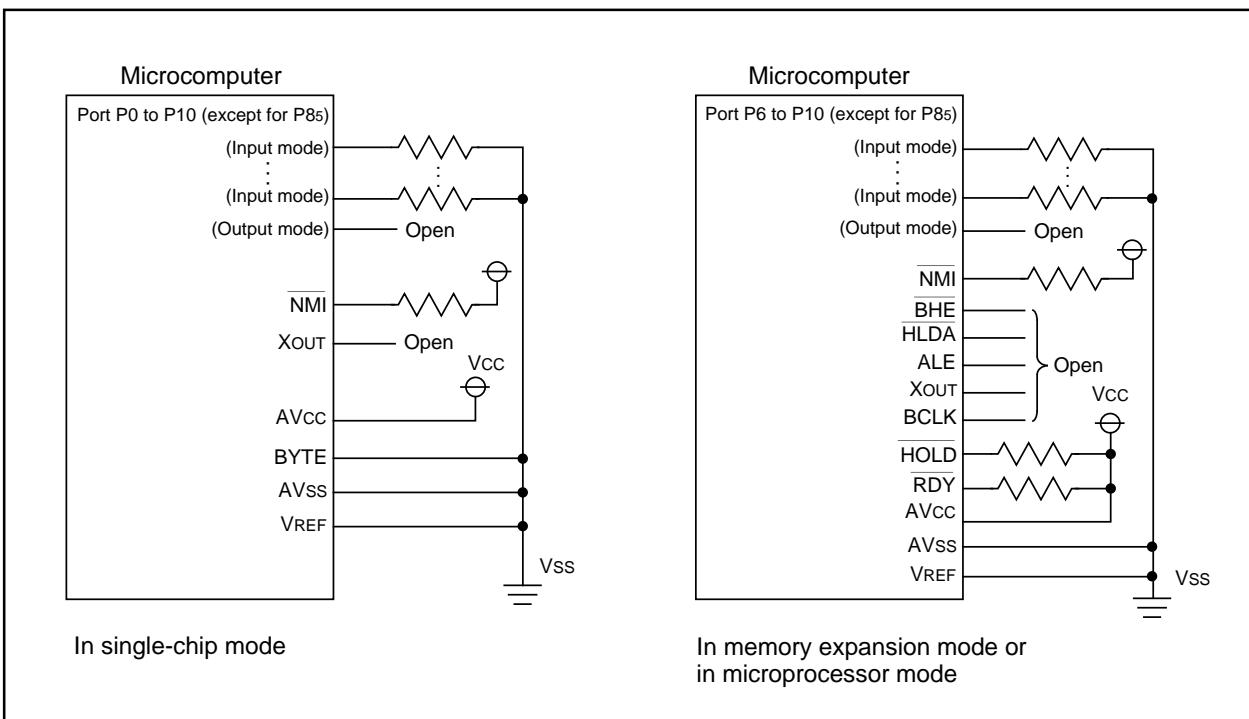 Microcomputer
Port P0 to P10 (except for P85)
(Input mode)
(Input mode)
(Output mode)
Open
NMI
XOUT
Open
VCC
AVCC
BYTE
AVSS
VREF
VSS
In single-chip mode
Microcomputer
Port P6 to P10 (except for P85)
(Input mode)
(Input mode)
(Output mode)
Open
NMI
BHE
HLDA
ALE
Open
XOUT
VCC
BCLK
HOLD
RDY
AVCC
AVSS
VREF
VSS
In memory expansion mode or
in microprocessor mode